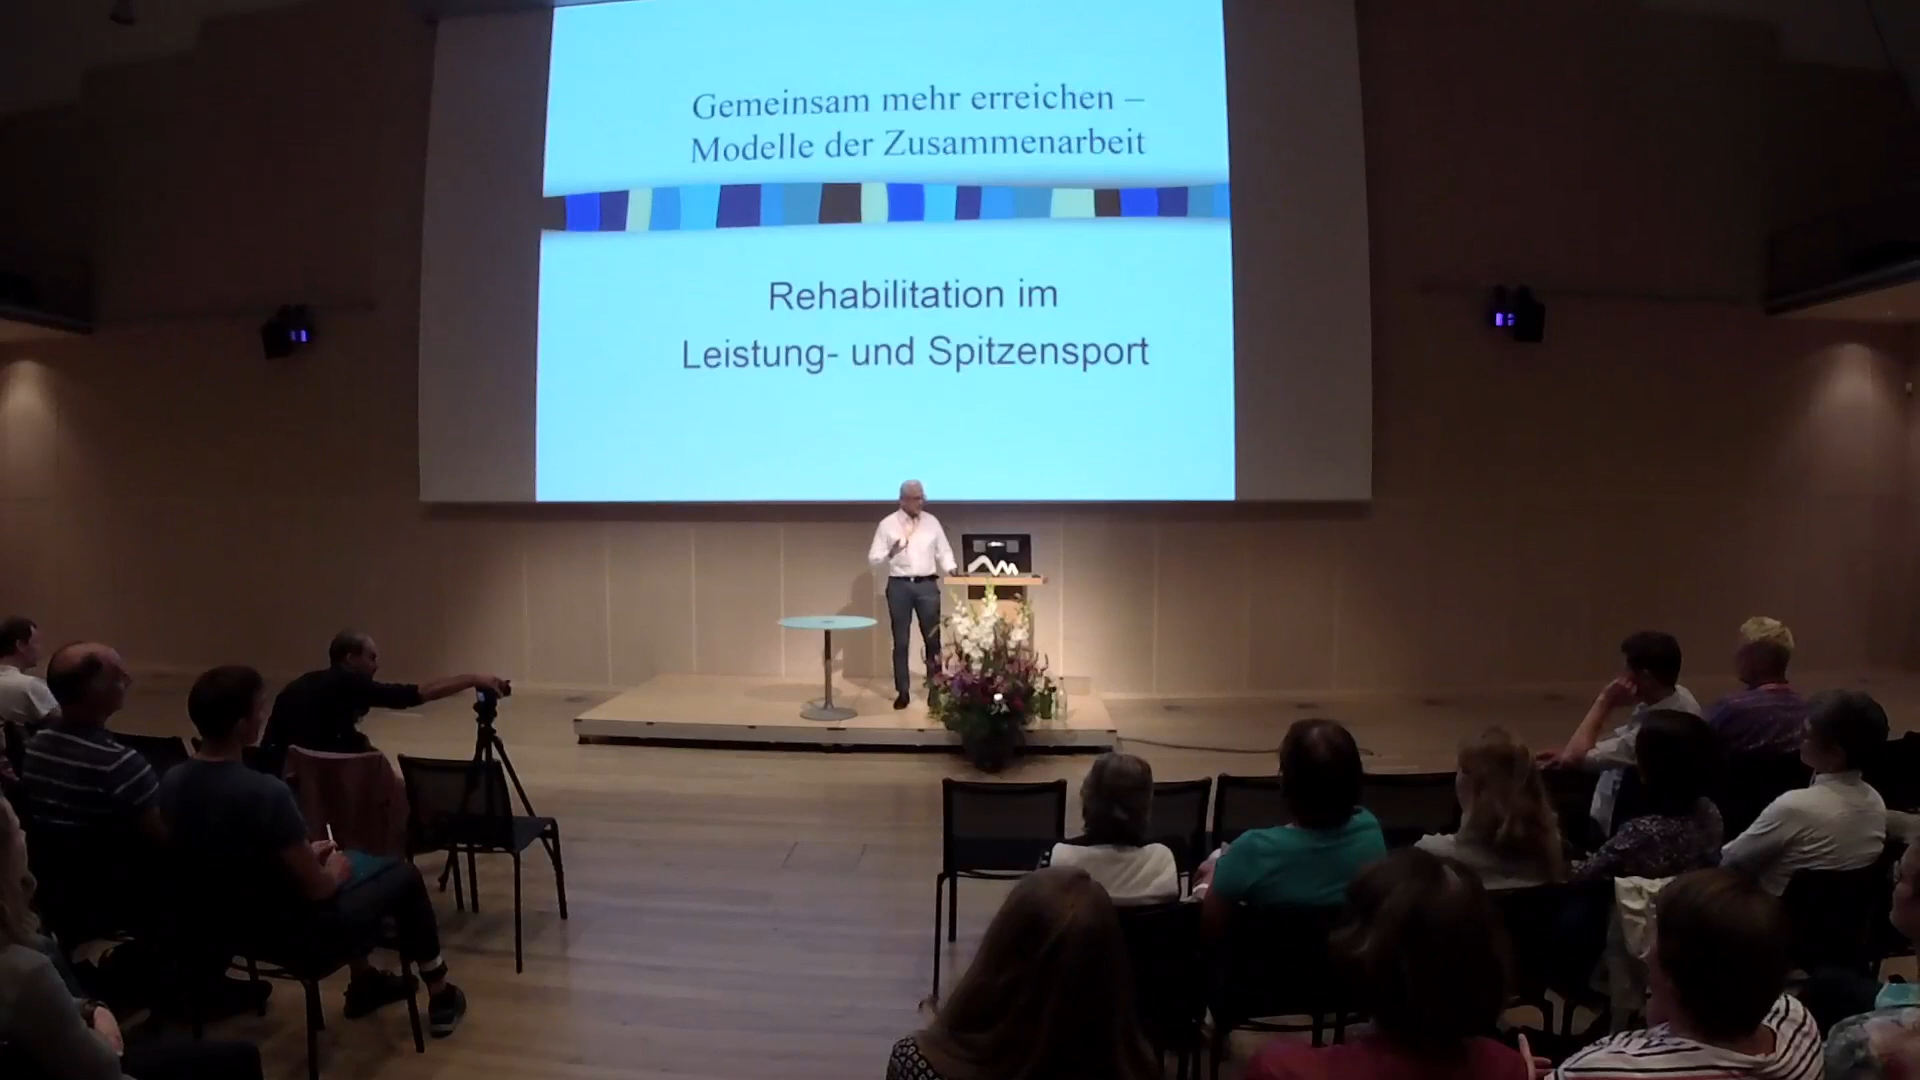 Gemeinsam mehr erreichen –
Modelle der Zusammenarbeit
Rehabilitation im
Leistung- und Spitzensport